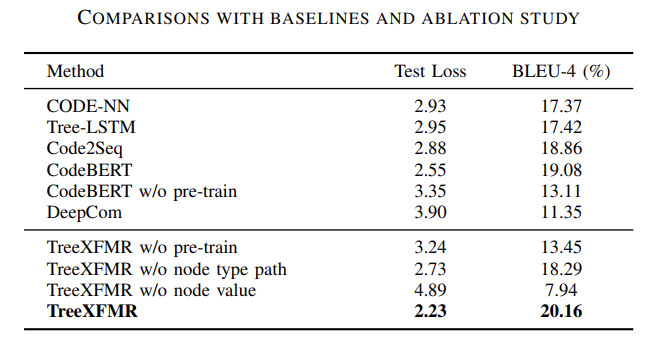 COMPARISONS WITH BASELINES AND ABLATION STUDY
Method Test Loss BLEU-4 (%)
CODE-NN 2.93 17.37
Tree-LSTM 2.95 17.42
Code2Seq 2.88 18.86
CodeBERT 2.55 19.08
CodeBERT w/o pre-train 3.35 13.11
DeepCom 3.90 11.35
TreeXFMR w/o pre-train 3.24 13.45
TreeXFMR w/o node type path 2.73 18.29
TreeXFMR w/o node value 4.89 7.94
TreeXFMR 2.23 20.16